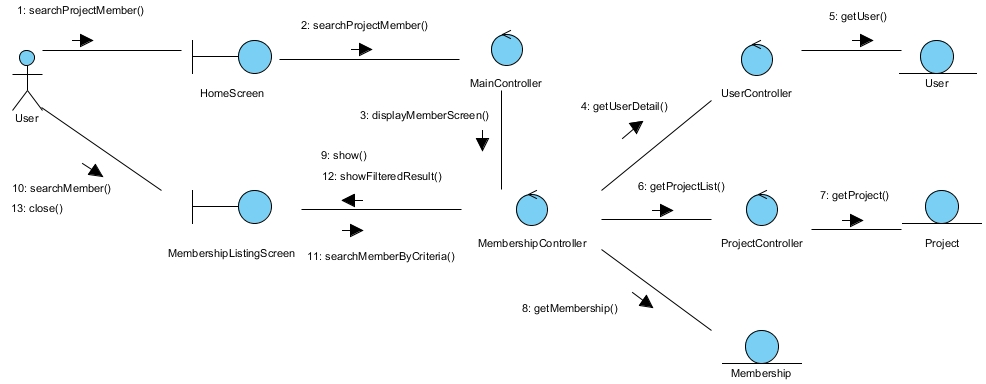 1: searchProjectMember()
2: searchProjectMember()
5: getUser()
HomeScreen
MainController
UserController
User
User
3: displayMemberScreen()
4: getUserDetail()
9: show()
12: showFilteredResult()
10: searchMember()
13: close()
6: getProjectList()
7: getProject()
MembershipListingScreen
11: searchMemberByCriteria()
MembershipController
ProjectController
Project
8: getMembership()
Membership